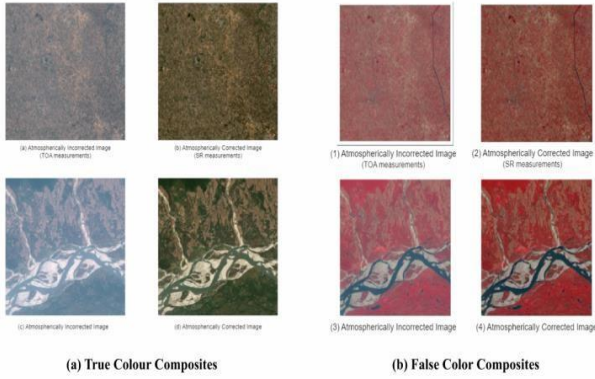 (a) Atmospherically Incorrected Image
(TOA measurements)
(b) Atmospherically Corrected Image
(SR measurements)
(1) Atmospherically Incorrected Image
(TOA measurements)
(2) Atmospherically Corrected Image
(SR measurements)
(c) Atmospherically Incorrected Image
(d) Atmospherically Corrected Image
(3) Atmospherically Incorrected Image
(4) Atmospherically Corrected Image
(a) True Colour Composites
(b) False Color Composites